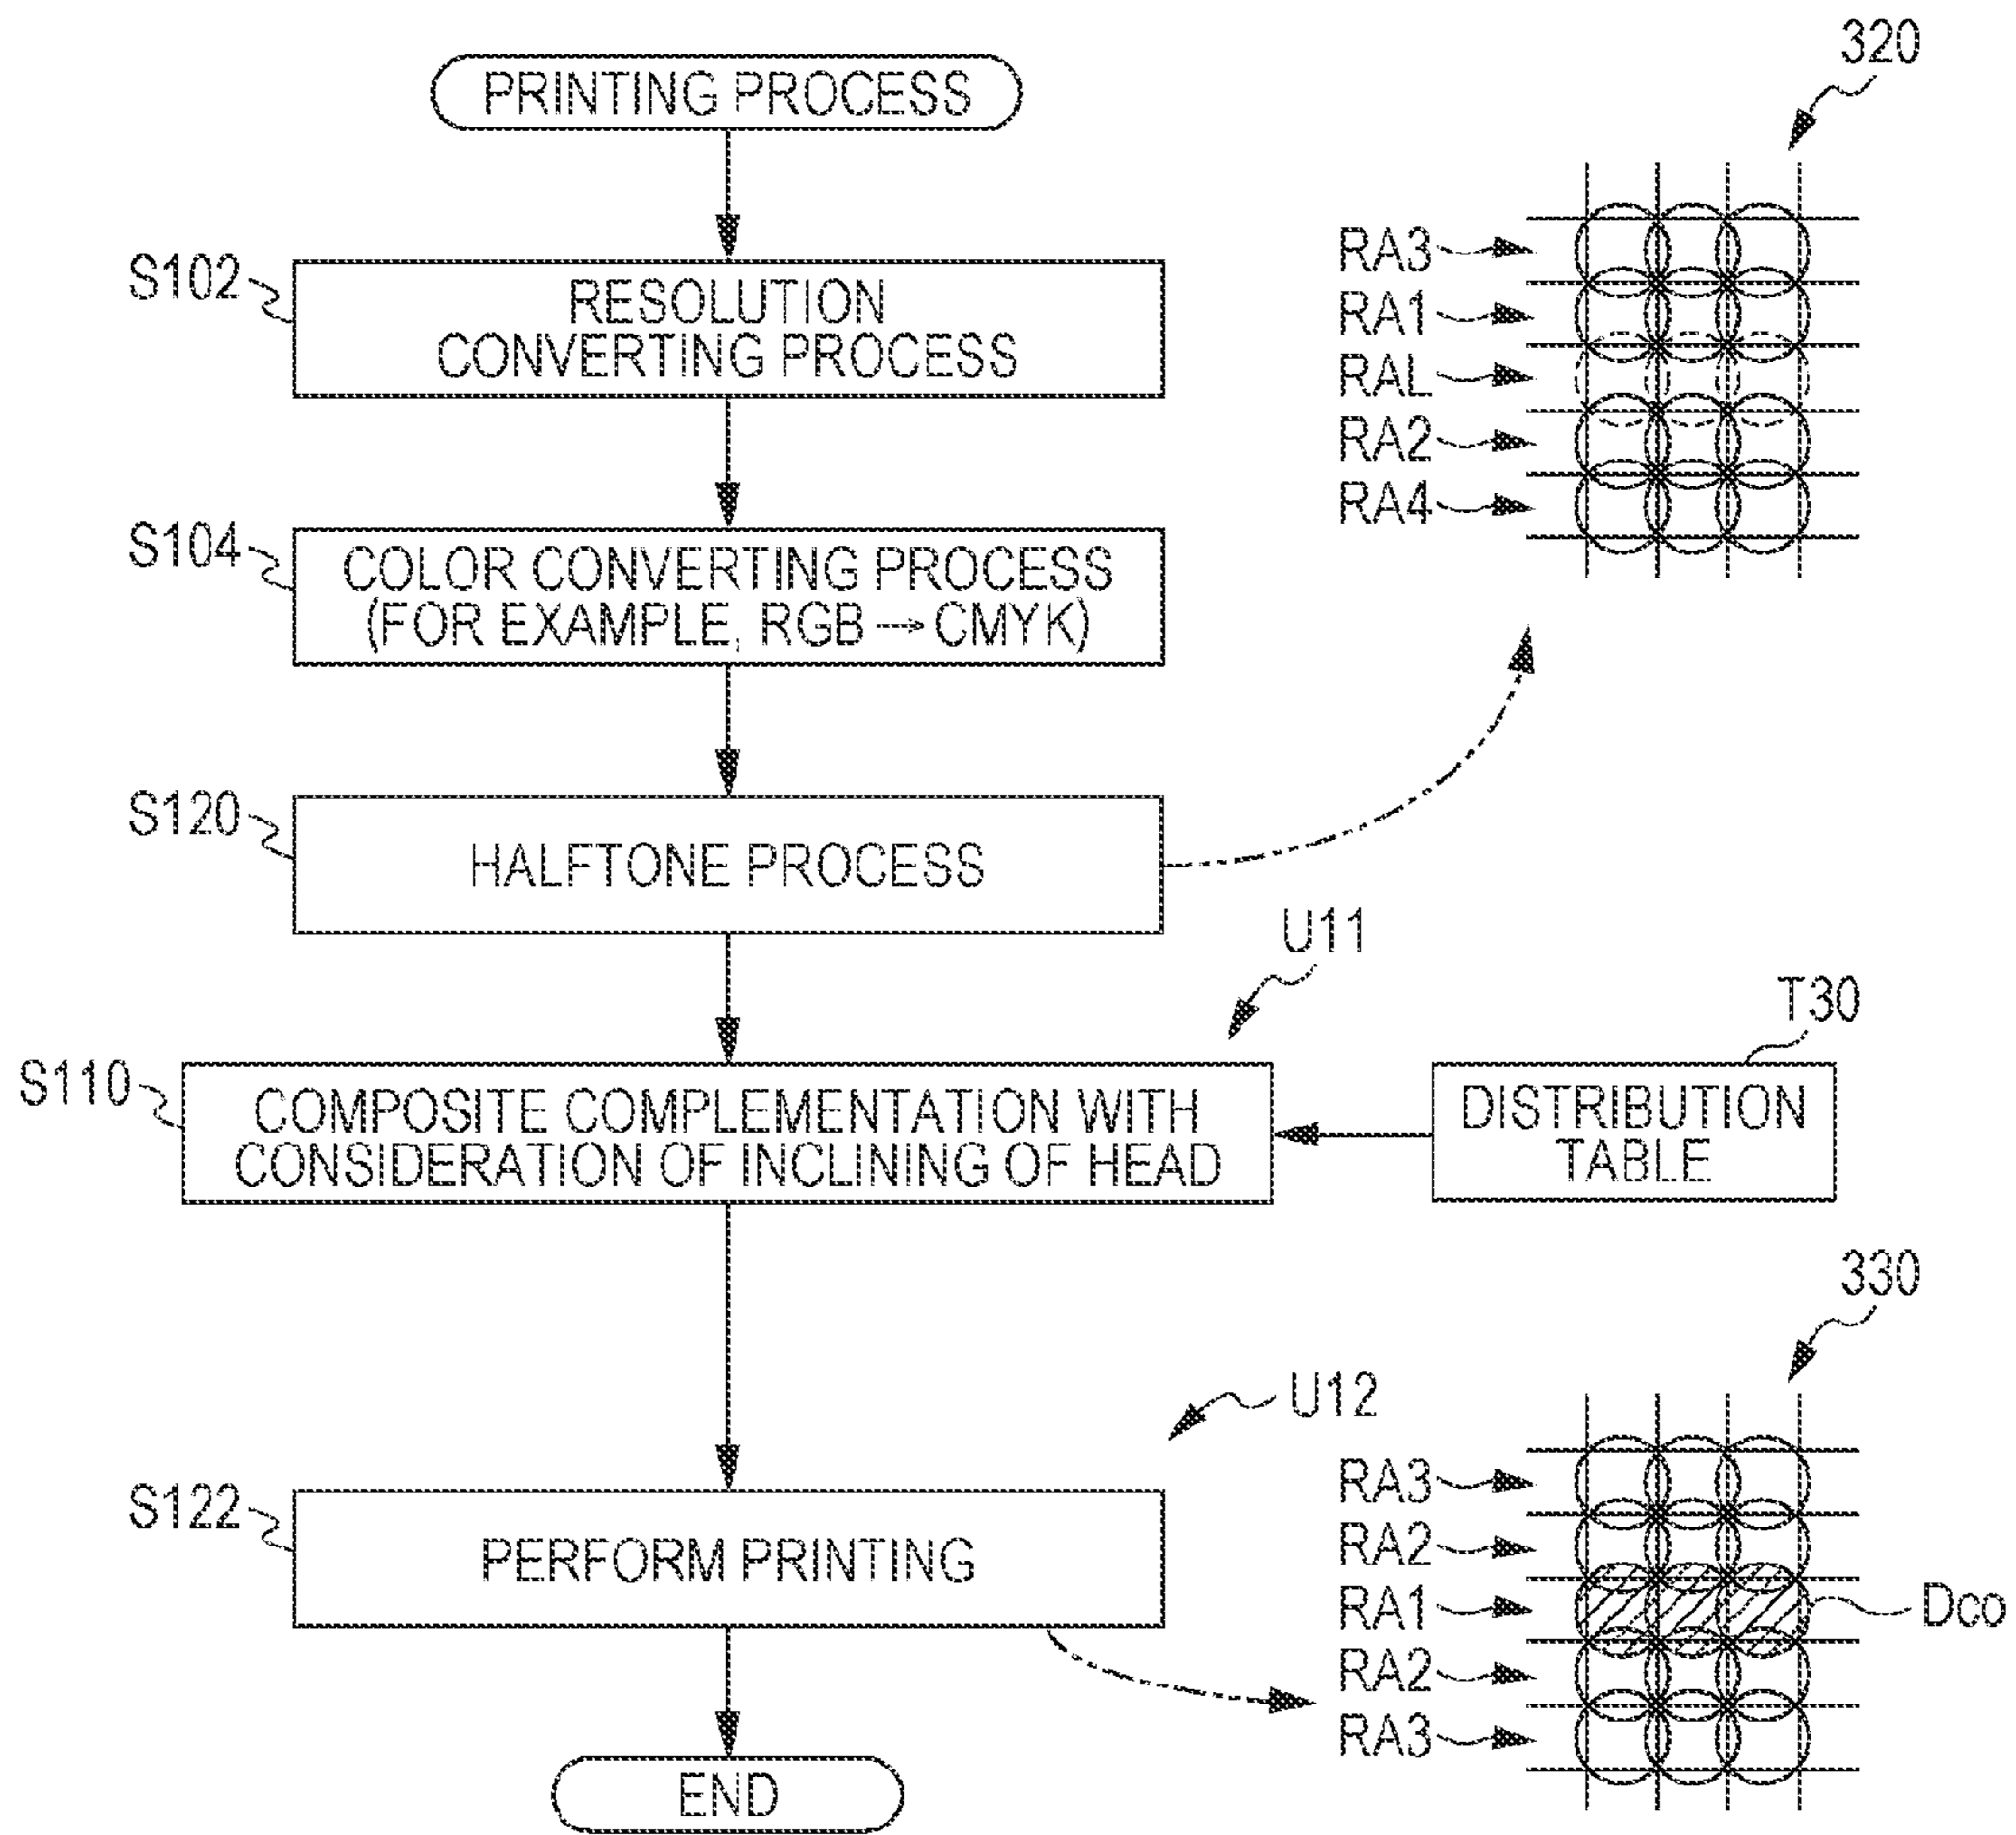 PRINTING PROCESS
320
S102
RESOLUTION
CONVERTING PROCESS
RA3
RA1
RAL
RA2
RA4
S104
COLOR CONVERTING PROCESS
(FOR EXAMPLE, RGB → CMYK)
S120
HALFTONE PROCESS
U11
T30
S110
COMPOSITE COMPLEMENTATION WITH
CONSIDERATION OF INCLINING OF HEAD
DISTRIBUTION
TABLE
330
U12
S122
PERFORM PRINTING
RA3
RA2
RA1
RA2
RA3
Dco
END